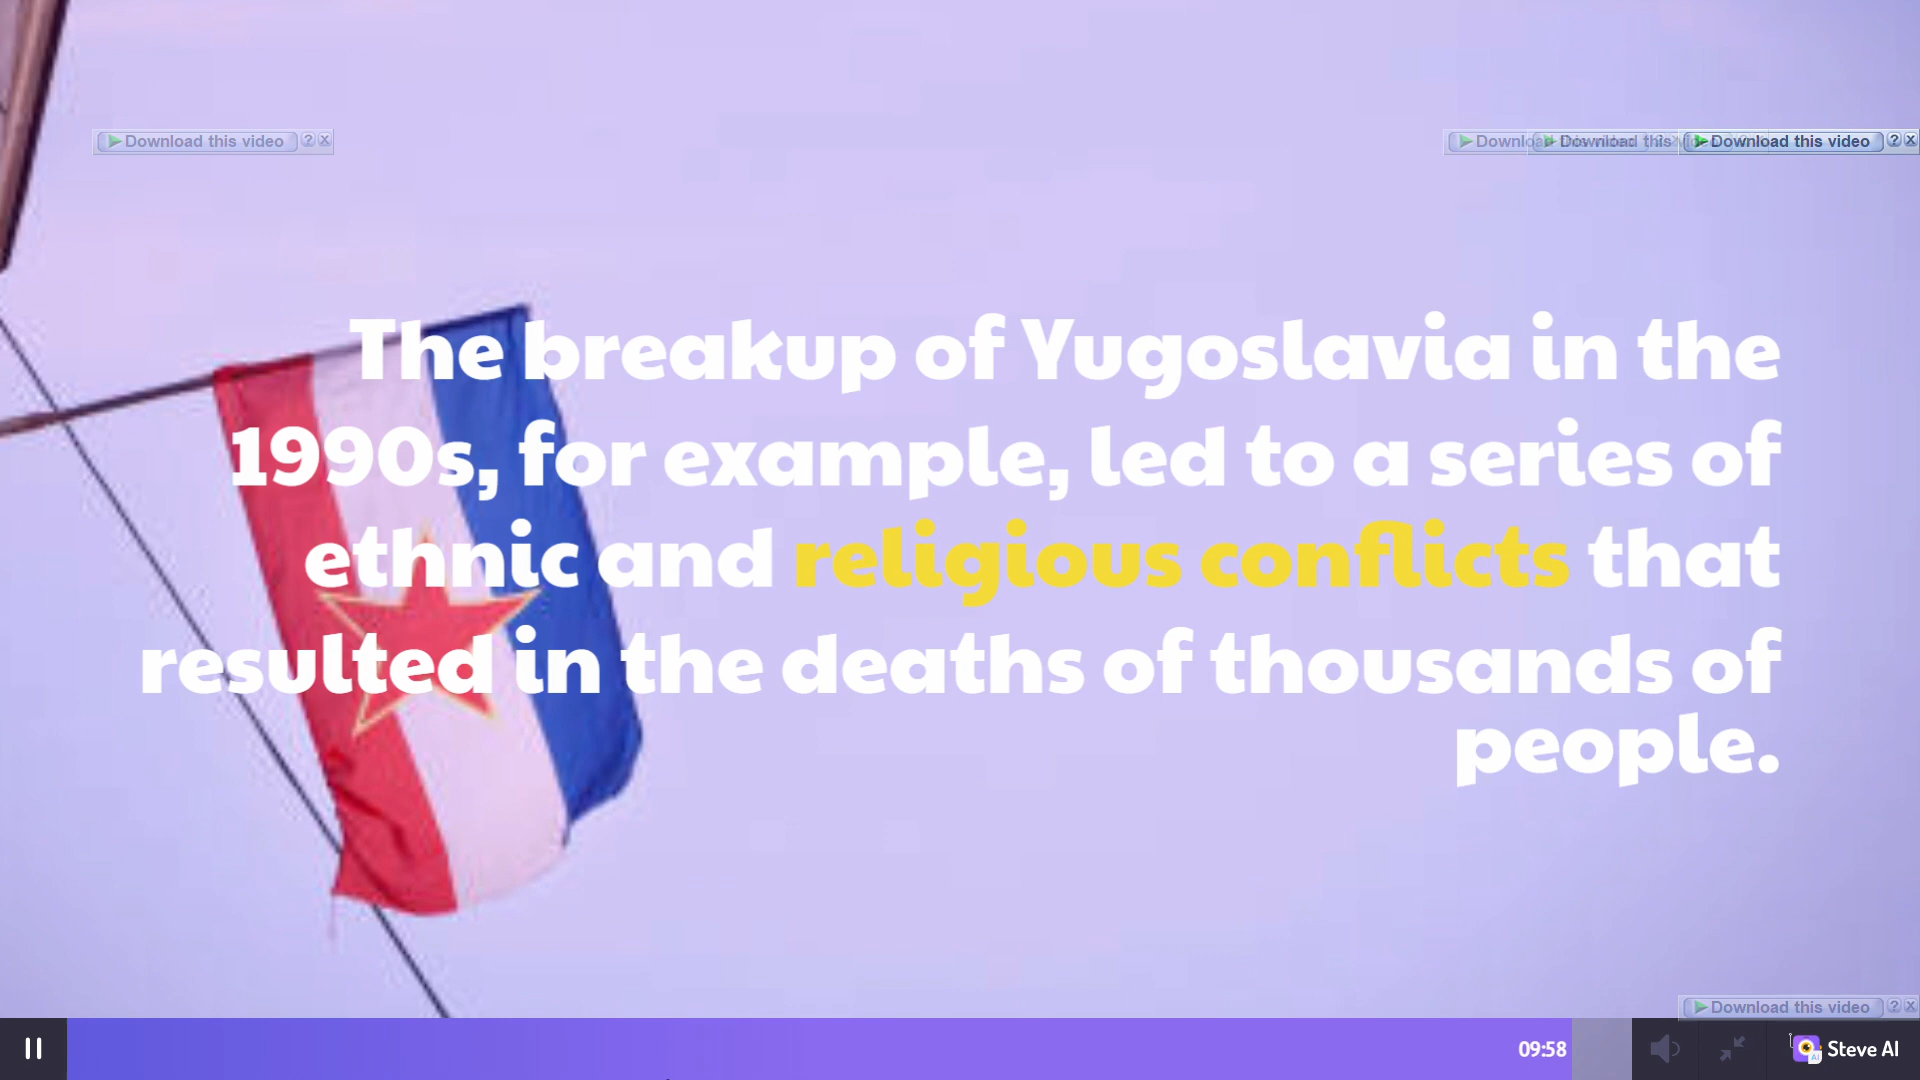 Download this video ? x
Download this video ? x
The breakup of Yugoslavia in the
1990s, for example, led to a series of
ethnic and religious conflicts that
resulted in the deaths of thousands of
people.
Download this video ? x
09:58
Steve AI